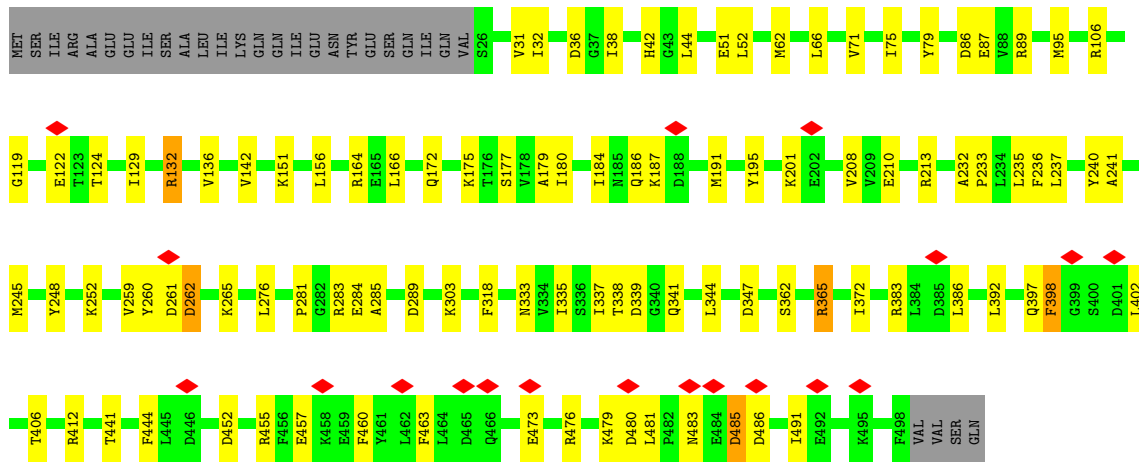 MET SER ILE ARG ALA GLU GLU ILE SER ALA LEU ILE LYS GLN GLN ILE GLU ASN TYR GLU SER GLN ILE GLN VAL S26 V31 I32 D36 G37 I38 H42 G43 L44 E51 L52 M62 L66 V71 I75 Y79 D86 E87 V88 R89 M95 R106
G119 E122 T123 T124 I129 R132 V136 V142 K151 L156 R164 E165 L166 Q172 K175 T176 S177 V178 A179 I180 I184 N185 Q186 K187 D188 M191 Y195 K201 E202 V208 V209 E210 R213 A232 P233 L234 L235 F236 L237 Y240 A241
M245 Y248 K252 V259 Y260 D261 D262 K265 L276 P281 G282 R283 E284 A285 D289 K303 F318 N333 V334 I335 S336 I337 T338 D339 G340 Q341 L344 D347 S362 R365 I372 R383 L384 D385 L386 L392 Q397 F398 G399 S400 D401 L402
T406 R412 T441 F444 L445 D446 D452 R455 F456 E457 K458 E459 F460 Y461 L462 F463 L464 D465 Q466 E473 R476 K479 D480 L481 P482 N483 E484 D485 D486 I491 E492 K495 F498 VAL VAL SER GLN